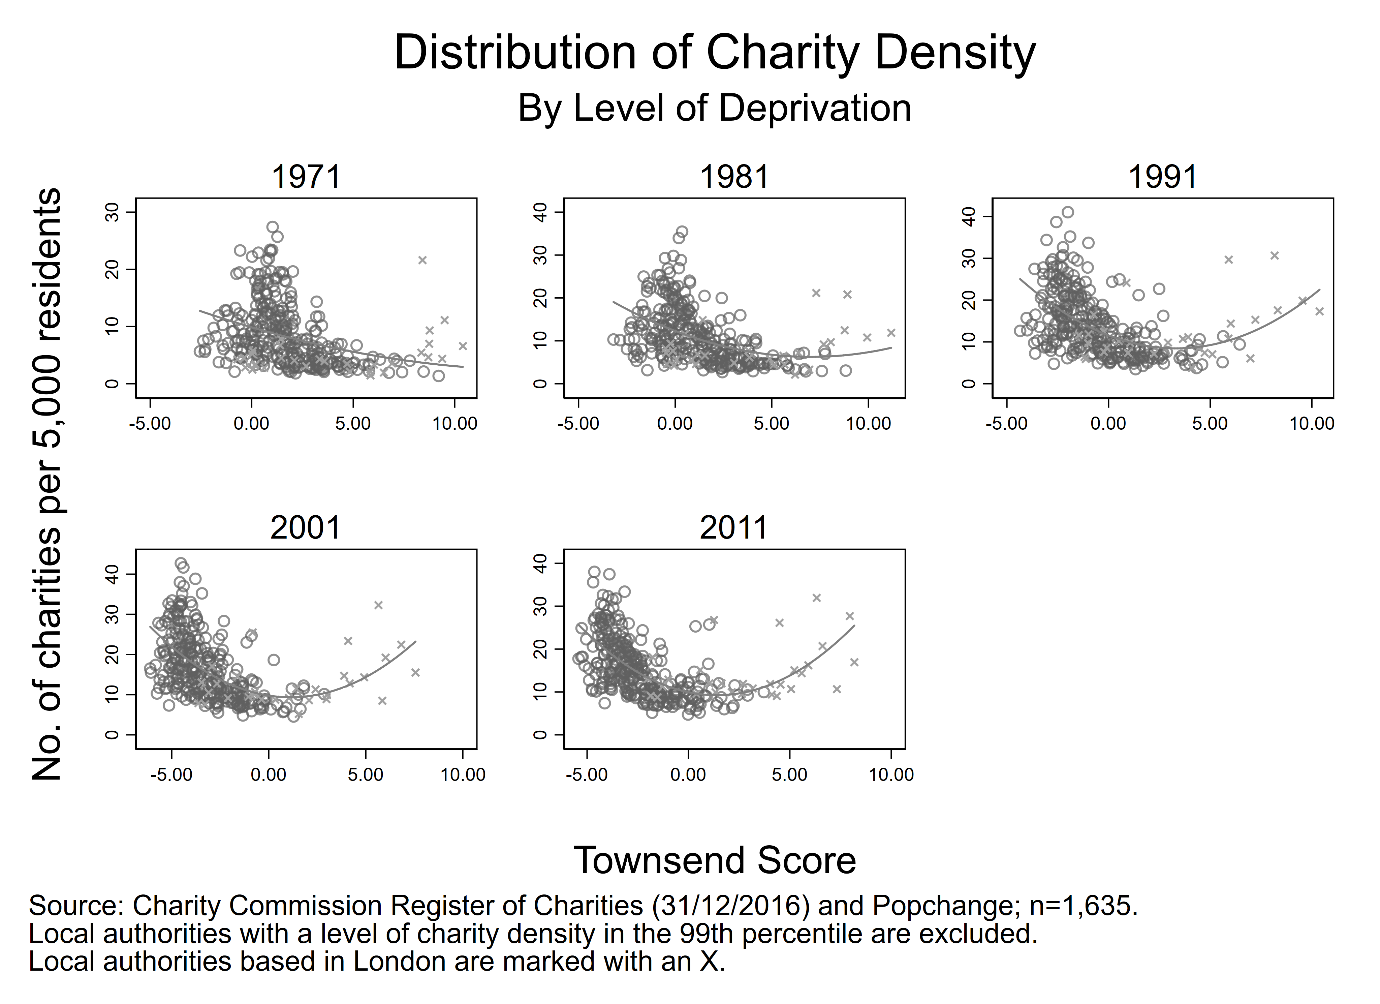 Distribution of Charity Density
By Level of Deprivation
No. of charities per 5,000 residents
1971
30
20
10
0
-5.00 0.00 5.00 10.00
1981
40
30
20
10
0
-5.00 0.00 5.00 10.00
1991
40
30
20
10
0
-5.00 0.00 5.00 10.00
2001
40
30
20
10
0
-5.00 0.00 5.00 10.00
2011
40
30
20
10
0
-5.00 0.00 5.00 10.00
Townsend Score
Source: Charity Commission Register of Charities (31/12/2016) and Popchange; n=1,635.
Local authorities with a level of charity density in the 99th percentile are excluded.
Local authorities based in London are marked with an X.